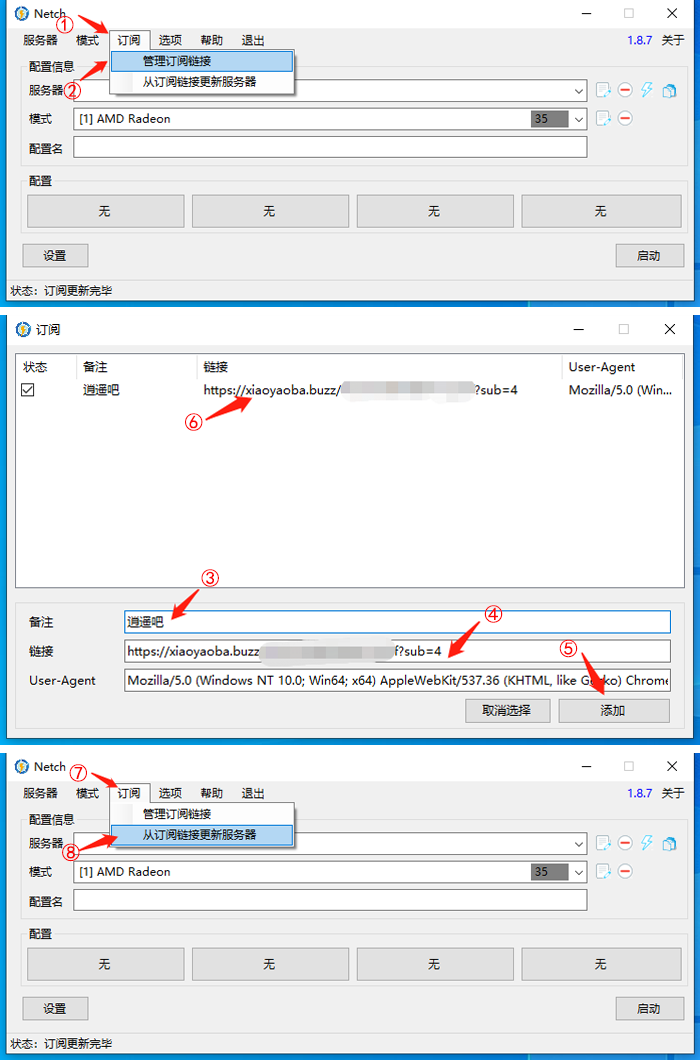 Netch
①
服务器 模式 订阅 选项 帮助 退出 1.8.7 关于
配置信息
管理订阅链接
服务器 ②
从订阅链接更新服务器
模式 [1] AMD Radeon 35
配置名
配置
无 无 无 无
设置 启动
状态：订阅更新完毕
订阅
状态 备注 链接 User-Agent
逍遥吧 https://xiaoyaoba.buzz/ ?sub=4 Mozilla/5.0 (Win...
⑥
③
④
备注 逍遥吧
链接 https://xiaoyaoba.buzz f?sub=4
⑤
User-Agent Mozilla/5.0 (Windows NT 10.0; Win64; x64) AppleWebKit/537.36 (KHTML, like Gecko) Chrome
取消选择 添加
Netch
⑦
服务器 模式 订阅 选项 帮助 退出 1.8.7 关于
配置信息
管理订阅链接
从订阅链接更新服务器
服务器
⑧
模式 [1] AMD Radeon 35
配置名
配置
无 无 无 无
设置 启动
状态：订阅更新完毕